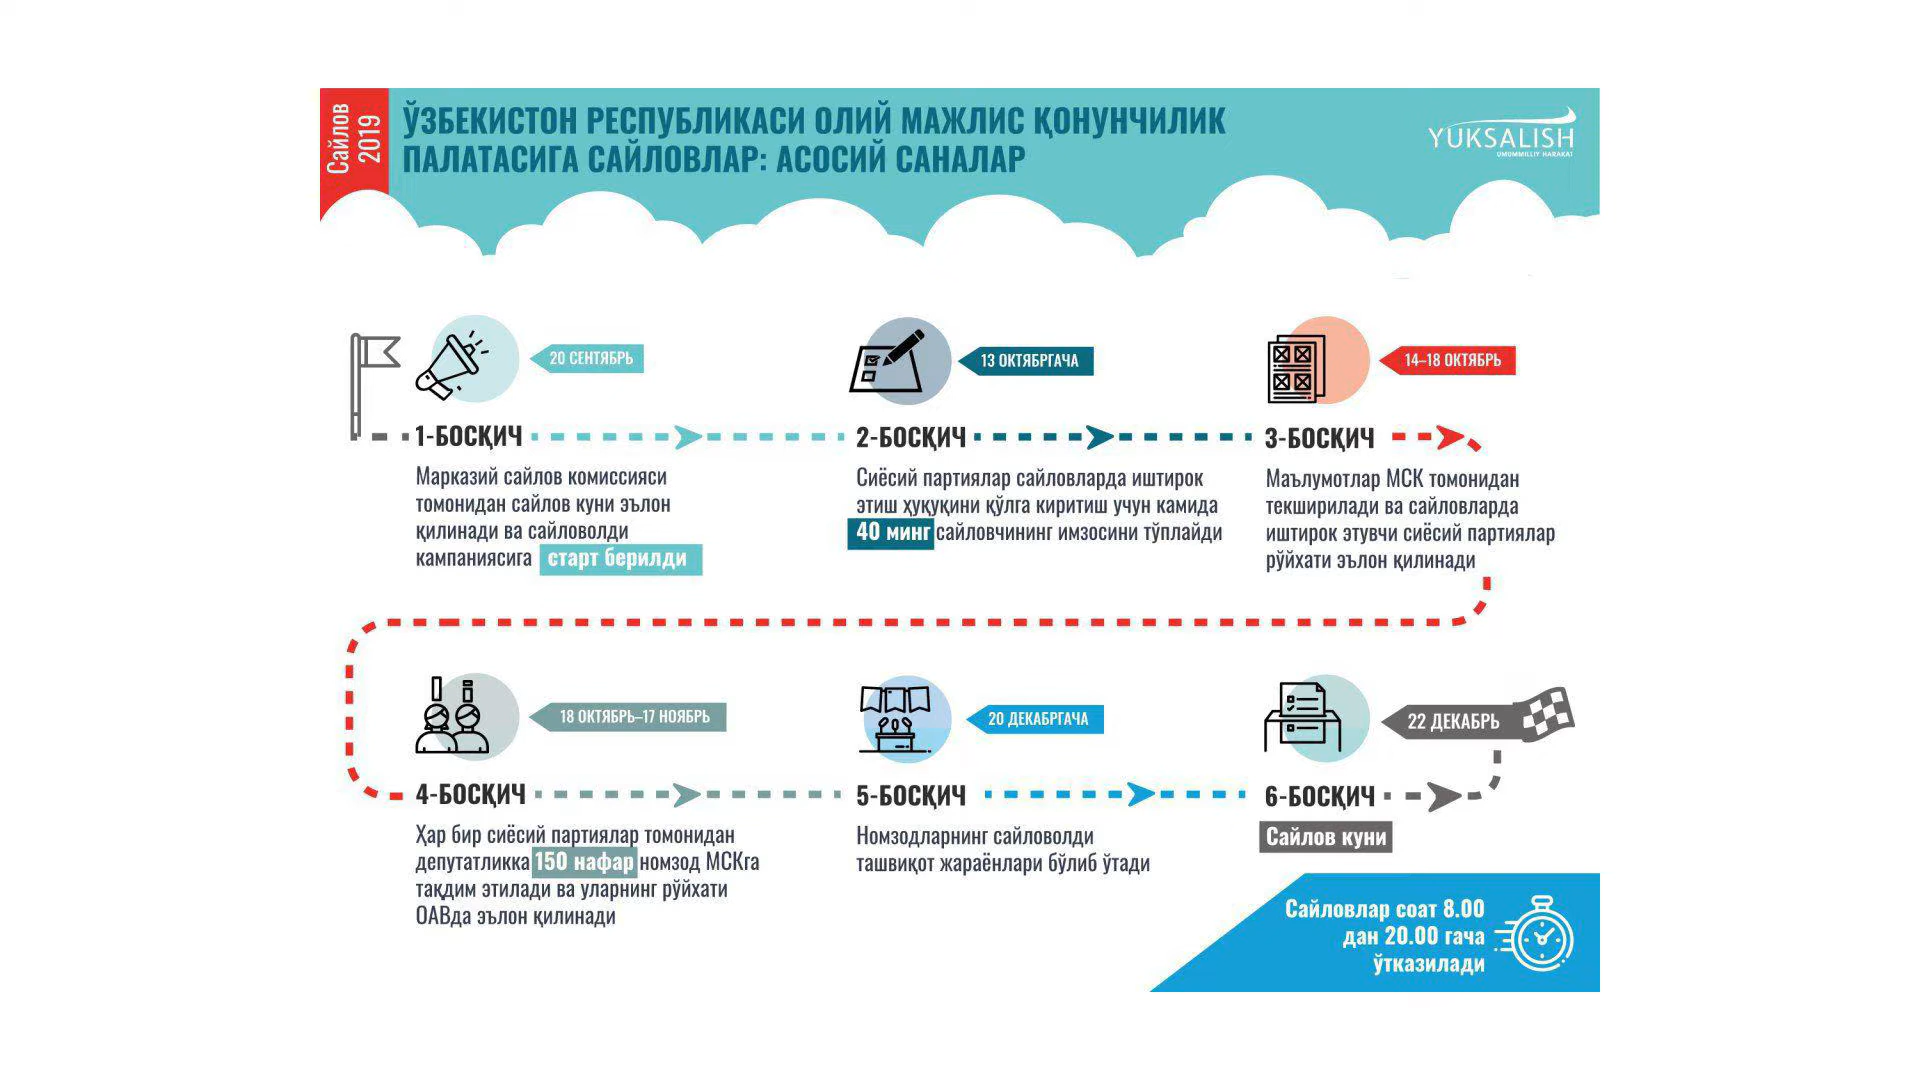 Сайлов
2019
ЎЗБЕКИСТОН РЕСПУБЛИКАСИ ОЛИЙ МАЖЛИС ҚОНУНЧИЛИК
ПАЛАТАСИГА САЙЛОВЛАР: АСОСИЙ САНАЛАР
YUKSALISH
UMUMMILLIY HARAKAT
20 СЕНТЯБРЬ
1-БОСҚИЧ
Марказий сайлов комиссияси
томонидан сайлов куни эълон
қилинади ва сайловолди
кампаниясига старт берилди
13 ОКТЯБРГАЧА
2-БОСҚИЧ
Сиёсий партиялар сайловларда иштирок
этиш ҳуқуқини қўлга киритиш учун камида
40 минг сайловчининг имзосини тўплайди
14–18 ОКТЯБРЬ
3-БОСҚИЧ
Маълумотлар МСК томонидан
текширилади ва сайловларда
иштирок этувчи сиёсий партиялар
рўйхати эълон қилинади
18 ОКТЯБРЬ–17 НОЯБРЬ
4-БОСҚИЧ
Ҳар бир сиёсий партиялар томонидан
депутатликка 150 нафар номзод МСКга
тақдим этилади ва уларнинг рўйхати
ОАВда эълон қилинади
20 ДЕКАБРГАЧА
5-БОСҚИЧ
Номзодларнинг сайловолди
ташвиқот жараёнлари бўлиб ўтади
22 ДЕКАБРЬ
6-БОСҚИЧ
Сайлов куни
Сайловлар соат 8.00
дан 20.00 гача
ўтказилади